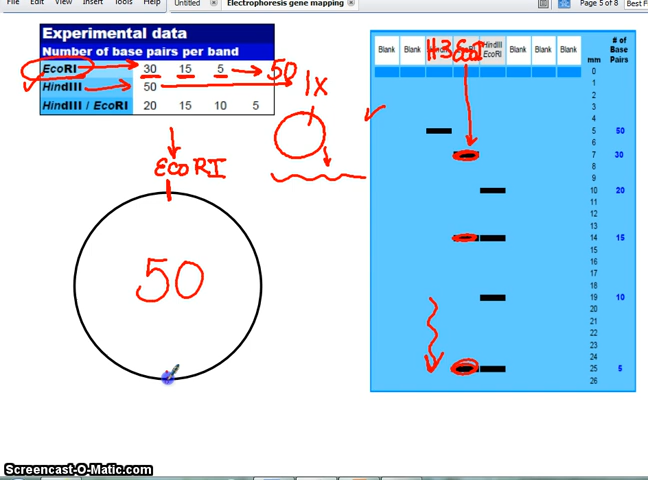 File Edit View Insert Tools Help
Untitled Electrophoresis gene mapping
Page 5 of 8 Best F
Experimental data
Number of base pairs per band
EcoRI 30 15 5 50
HindIII 50
HindIII / EcoRI 20 15 10 5
1X
EcoRI
50
Blank Blank H3 EcoI HindIII EcoRI Blank Blank Blank mm # of Base Pairs
0
1
2
3
4
5 50
6
7 30
8
9
10 20
11
12
13
14 15
15
16
17
18
19 10
20
21
22
23
24
25 5
26
Screencast-O-Matic.com